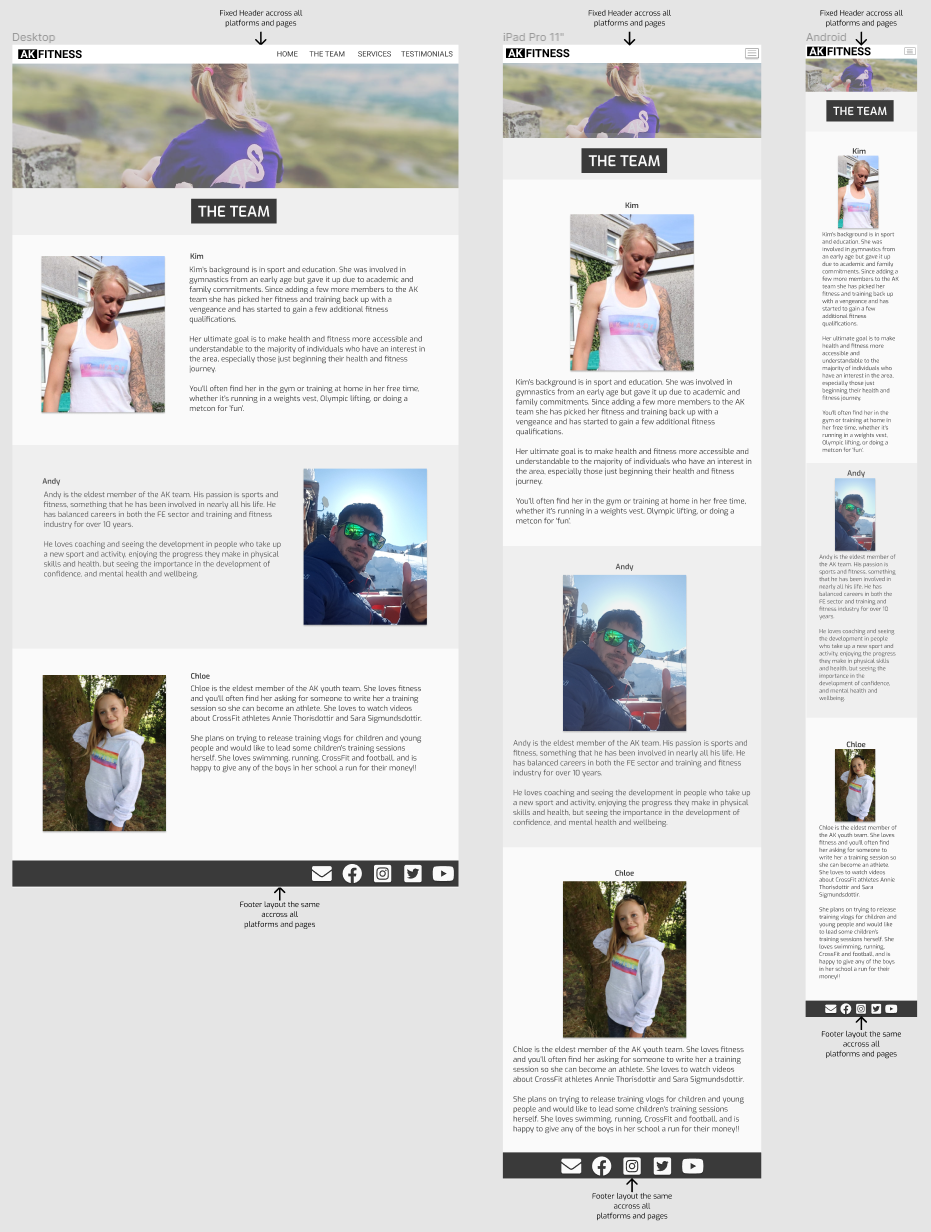 Fixed Header accross all
platforms and pages
Desktop
AK FITNESS
HOME THE TEAM SERVICES TESTIMONIALS
THE TEAM
Kim
Kim's background is in sport and education. She was involved in
gymnastics from an early age but gave it up due to academic and
family commitments. Since adding a few more members to the AK
team she has picked her fitness and training back up with a
vengeance and has started to gain a few additional fitness
qualifications.
Her ultimate goal is to make health and fitness more accessible and
understandable to the majority of individuals who have an interest in
the area, especially those just beginning their health and fitness
journey.
You'll often find her in the gym or training at home in her free time,
whether it's running in a weights vest, Olympic lifting, or doing a
metcon for 'fun'.
Andy
Andy is the eldest member of the AK team. His passion is sports and
fitness, something that he has been involved in nearly all his life. He
has balanced careers in both the FE sector and training and fitness
industry for over 10 years.
He loves coaching and seeing the development in people who take up
a new sport and activity, enjoying the progress they make in physical
skills and health, but seeing the importance in the development of
confidence, and mental health and wellbeing.
Chloe
Chloe is the eldest member of the AK youth team. She loves fitness
and you'll often find her asking for someone to write her a training
session so she can become an athlete. She loves to watch videos
about CrossFit athletes Annie Thorisdottir and Sara Sigmundsdottir.
She plans on trying to release training vlogs for children and young
people and would like to lead some children's training sessions
herself. She loves swimming, running, CrossFit and football, and is
happy to give any of the boys in her school a run for their money!!
Footer layout the same
accross all
platforms and pages
Fixed Header accross all
platforms and pages
iPad Pro 11"
AK FITNESS
THE TEAM
Kim
Kim's background is in sport and education. She was involved in
gymnastics from an early age but gave it up due to academic and
family commitments. Since adding a few more members to the AK
team she has picked her fitness and training back up with a
vengeance and has started to gain a few additional fitness
qualifications.
Her ultimate goal is to make health and fitness more accessible and
understandable to the majority of individuals who have an interest in
the area, especially those just beginning their health and fitness
journey.
You'll often find her in the gym or training at home in her free time,
whether it's running in a weights vest, Olympic lifting, or doing a
metcon for 'fun'.
Andy
Andy is the eldest member of the AK team. His passion is sports and
fitness, something that he has been involved in nearly all his life. He
has balanced careers in both the FE sector and training and fitness
industry for over 10 years.
He loves coaching and seeing the development in people who take up
a new sport and activity, enjoying the progress they make in physical
skills and health, but seeing the importance in the development of
confidence, and mental health and wellbeing.
Chloe
Chloe is the eldest member of the AK youth team. She loves fitness
and you'll often find her asking for someone to write her a training
session so she can become an athlete. She loves to watch videos
about CrossFit athletes Annie Thorisdottir and Sara Sigmundsdottir.
She plans on trying to release training vlogs for children and young
people and would like to lead some children's training sessions
herself. She loves swimming, running, CrossFit and football, and is
happy to give any of the boys in her school a run for their money!!
Footer layout the same
accross all
platforms and pages
Fixed Header accross all
platforms and pages
Android
AK FITNESS
THE TEAM
Kim
Kim's background is in sport
and education. She was
involved in gymnastics from
an early age but gave it up
due to academic and family
commitments. Since adding a
few more members to the AK
team she has picked her
fitness and training back up
with a vengeance and has
started to gain a few
additional fitness
qualifications.
Her ultimate goal is to make
health and fitness more
accessible and
understandable to the
majority of individuals who
have an interest in the area,
especially those just
beginning their health and
fitness journey.
You'll often find her in the
gym or training at home in
her free time, whether it's
running in a weights vest,
Olympic lifting, or doing a
metcon for 'fun'.
Andy
Andy is the eldest member of
the AK team. His passion is
sports and fitness, something
that he has been involved in
nearly all his life. He has
balanced careers in both the
FE sector and training and
fitness industry for over 10
years.
He loves coaching and seeing
the development in people
who take up a new sport and
activity, enjoying the progress
they make in physical skills
and health, but seeing the
importance in the
development of confidence,
and mental health and
wellbeing.
Chloe
Chloe is the eldest member of
the AK youth team. She loves
fitness and you'll often find
her asking for someone to
write her a training session so
she can become an athlete.
She loves to watch videos
about CrossFit athletes Annie
Thorisdottir and Sara
Sigmundsdottir.
She plans on trying to release
training vlogs for children and
young people and would like
to lead some children's
training sessions herself. She
loves swimming, running,
CrossFit and football, and is
happy to give any of the boys
in her school a run for their
money!!
Footer layout the same
accross all
platforms and pages